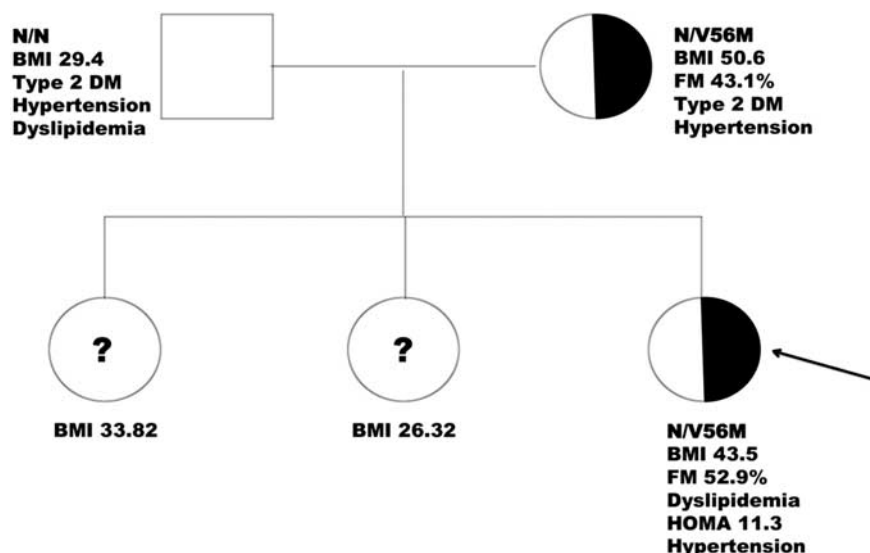 N/N
BMI 29.4
Type 2 DM
Hypertension
Dyslipidemia
N/V56M
BMI 50.6
FM 43.1%
Type 2 DM
Hypertension
?
?
BMI 33.82
BMI 26.32
N/V56M
BMI 43.5
FM 52.9%
Dyslipidemia
HOMA 11.3
Hypertension